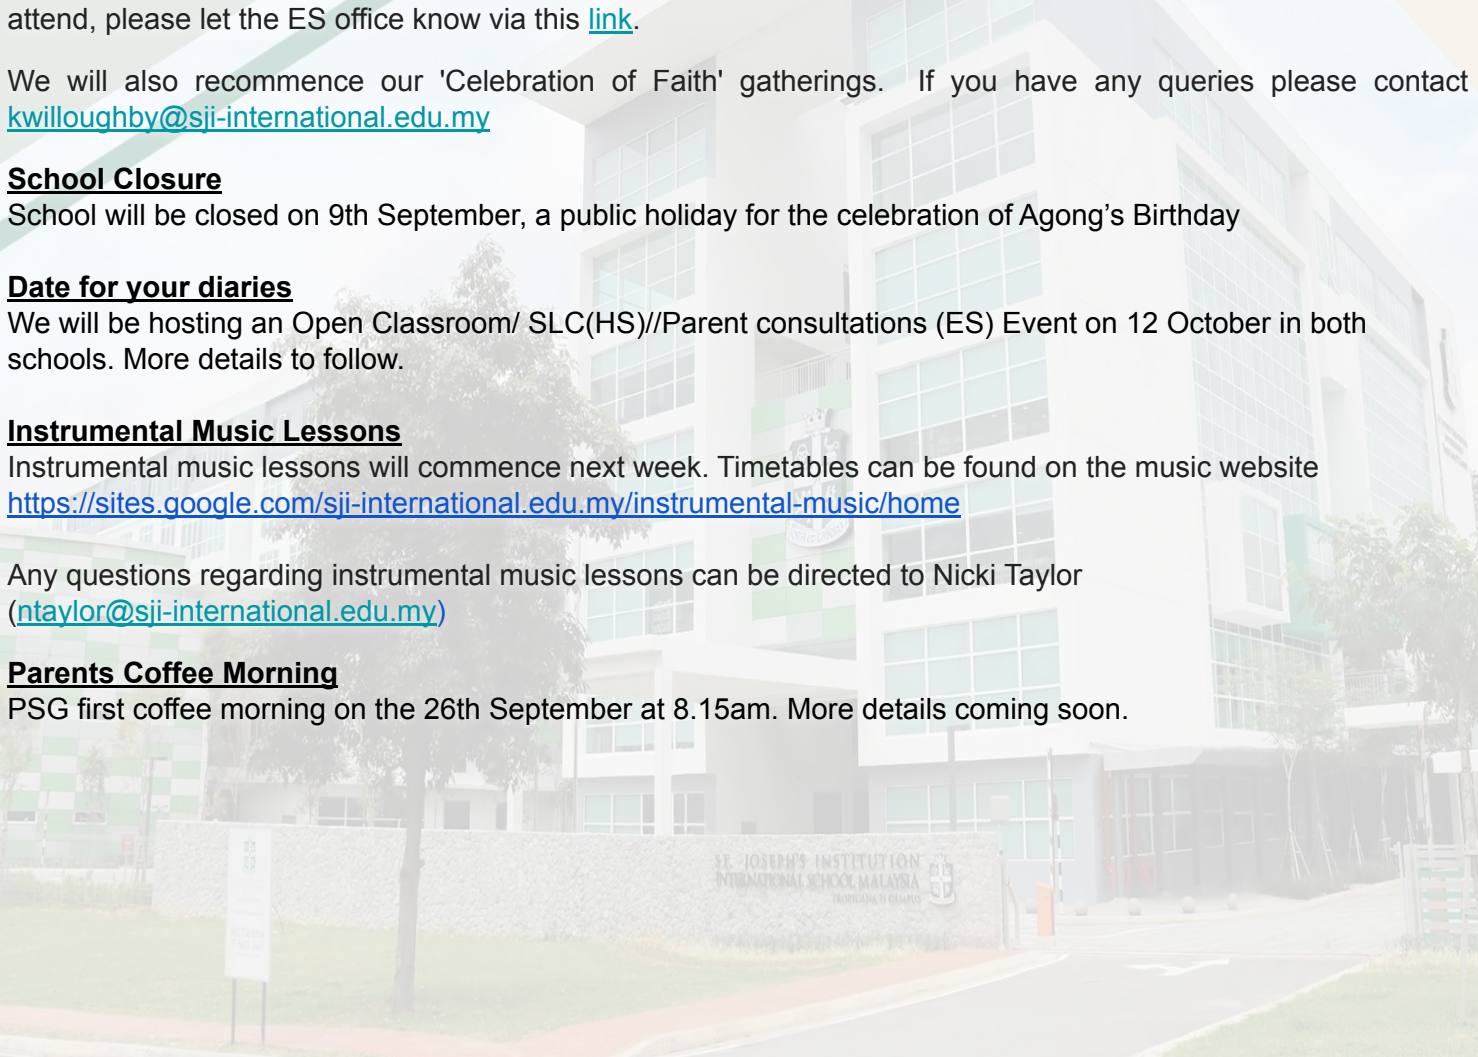 attend, please let the ES office know via this link.
We will also recommence our 'Celebration of Faith' gatherings. If you have any queries please contact
kwilloughby@sji-international.edu.my
School Closure
School will be closed on 9th September, a public holiday for the celebration of Agong’s Birthday
Date for your diaries
We will be hosting an Open Classroom/ SLC(HS)//Parent consultations (ES) Event on 12 October in both
schools. More details to follow.
Instrumental Music Lessons
Instrumental music lessons will commence next week. Timetables can be found on the music website
https://sites.google.com/sji-international.edu.my/instrumental-music/home
Any questions regarding instrumental music lessons can be directed to Nicki Taylor
(ntaylor@sji-international.edu.my)
Parents Coffee Morning
PSG first coffee morning on the 26th September at 8.15am. More details coming soon.
ST. JOSEPH'S INSTITUTION
INTERNATIONAL SCHOOL MALAYSIA
TROPICANA PJ CAMPUS